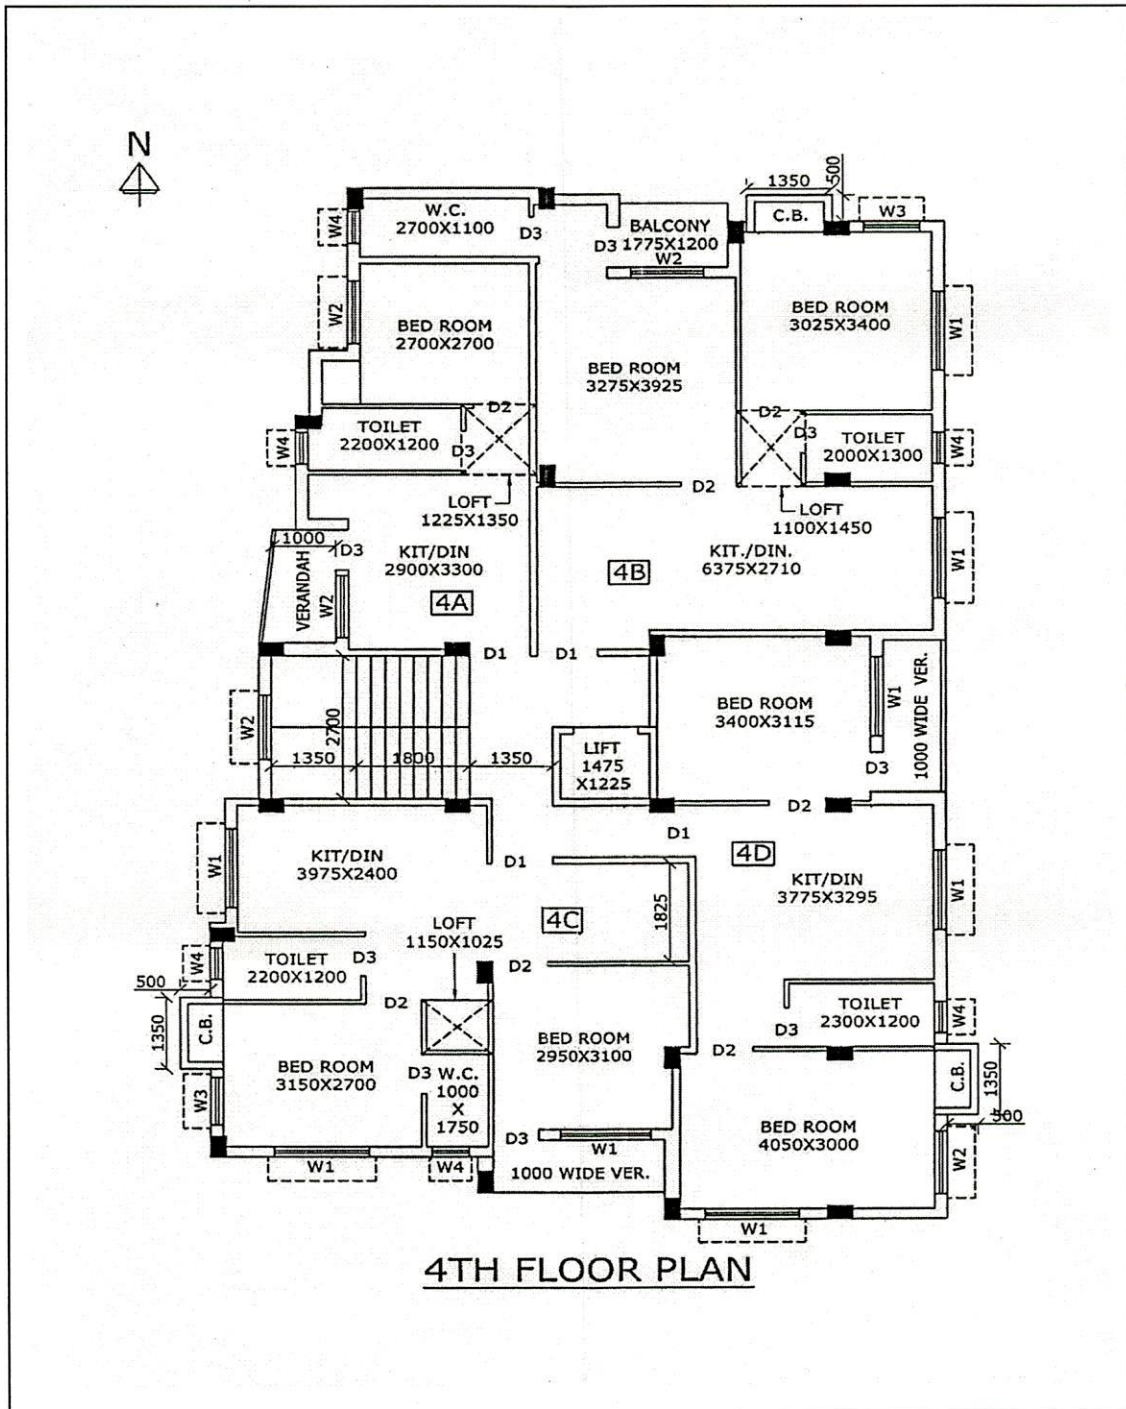 N
1350
500
W.C.
2700X1100
W4
D3
BALCONY
1775X1200
D3
W2
C.B.
W3
W2
BED ROOM
2700X2700
BED ROOM
3275X3925
BED ROOM
3025X3400
W1
D2
TOILET
2200X1200
D3
W4
D2
D3
TOILET
2000X1300
W4
LOFT
1225X1350
D2
LOFT
1100X1450
1000
D3
VERANDAH
W2
KIT/DIN
2900X3300
4A
4B
KIT./DIN.
6375X2710
W1
D1
D1
W2
2700
1350
1800
1350
LIFT
1475
X1225
BED ROOM
3400X3115
W1
1000 WIDE VER.
D3
D2
D1
W1
KIT/DIN
3975X2400
D1
4D
KIT/DIN
3775X3295
W1
1825
4C
LOFT
1150X1025
TOILET
2200X1200
D3
W4
D2
500
1350
C.B.
D2
TOILET
2300X1200
D3
W4
BED ROOM
3150X2700
W3
D3
W.C.
1000
X
1750
BED ROOM
2950X3100
D2
C.B.
1350
500
BED ROOM
4050X3000
W2
D3
W1
W1
W4
1000 WIDE VER.
W1
4TH FLOOR PLAN